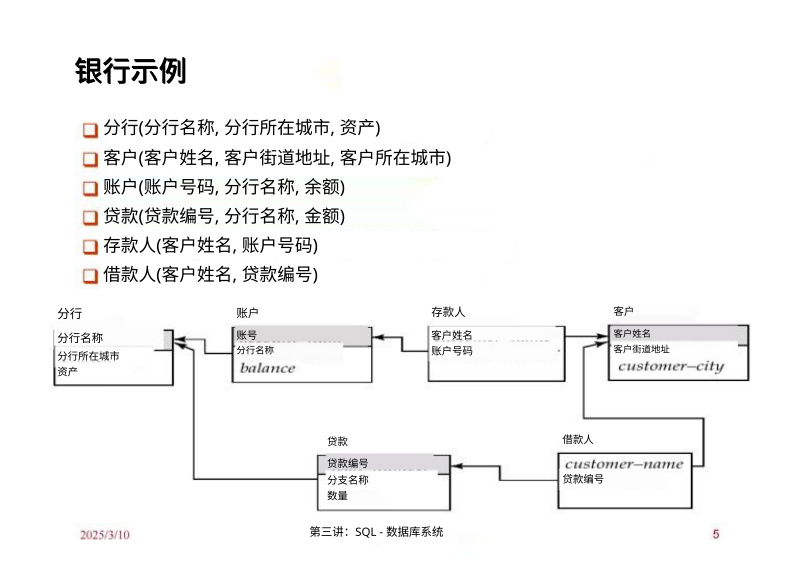 银行示例
分行(分行名称, 分行所在城市, 资产)
客户(客户姓名, 客户街道地址, 客户所在城市)
账户(账户号码, 分行名称, 余额)
贷款(贷款编号, 分行名称, 金额)
存款人(客户姓名, 账户号码)
借款人(客户姓名, 贷款编号)
分行
分行名称
分行所在城市
资产
账户
账号
分行名称
balance
存款人
客户姓名
账户号码
客户
客户姓名
客户街道地址
customer–city
贷款
贷款编号
分支名称
数量
借款人
customer–name
贷款编号
2025/3/10
第三讲：SQL - 数据库系统
5